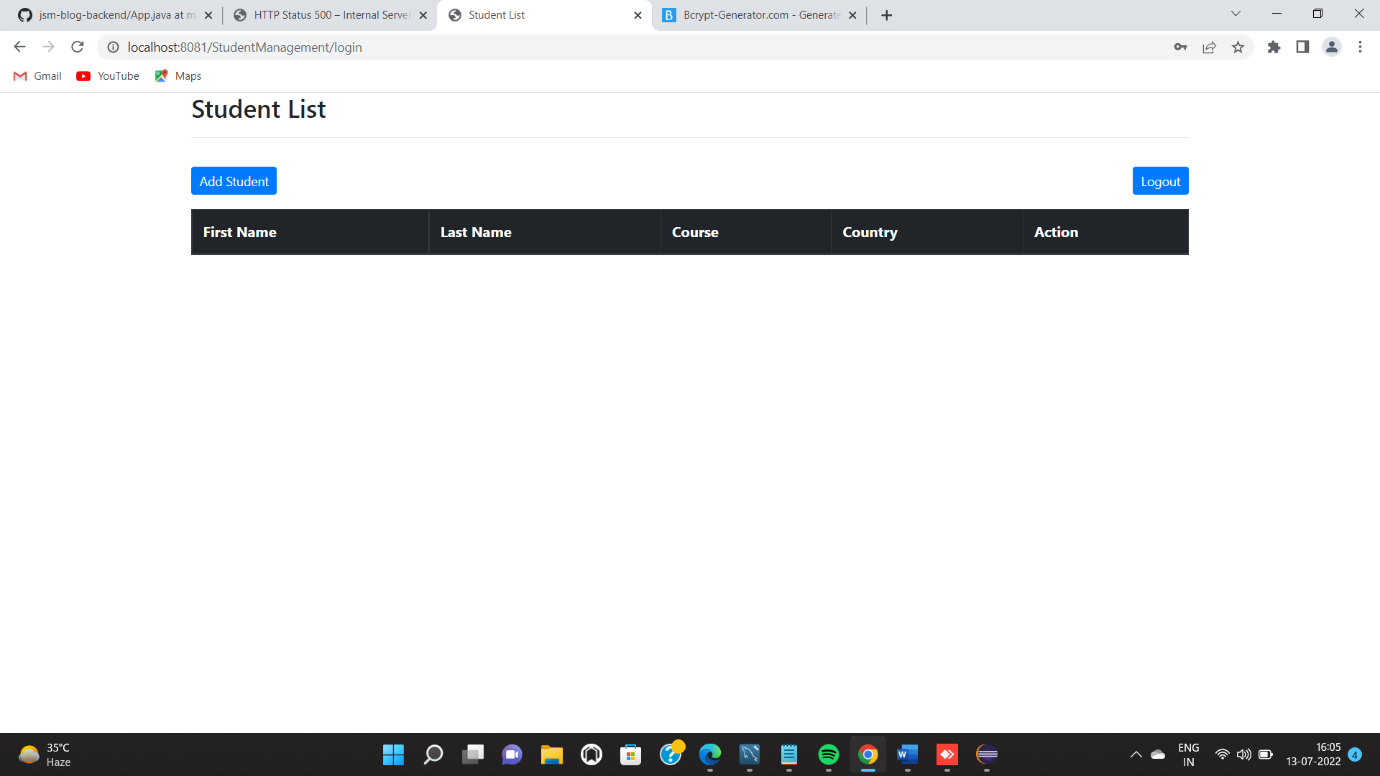 jsm-blog-backend/App.java at m
HTTP Status 500 – Internal Server
Student List
Bcrypt-Generator.com - Generate
localhost:8081/StudentManagement/login
Gmail
YouTube
Maps
Student List
Add Student
Logout
First Name
Last Name
Course
Country
Action
35°C
Haze
ENG
IN
16:05
13-07-2022
4